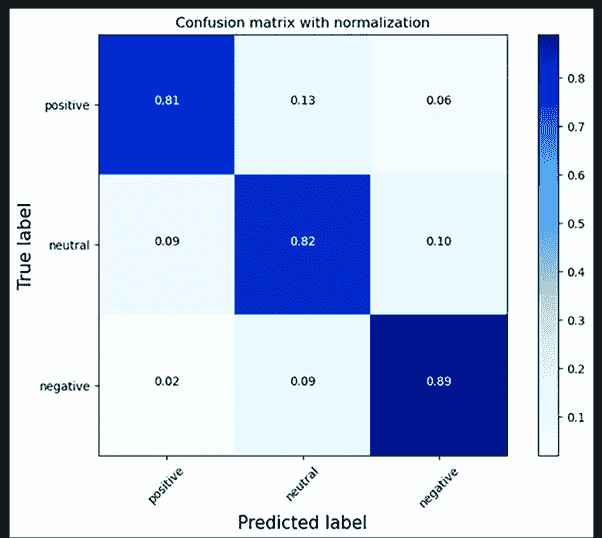 Confusion matrix with normalization
positive 0.81 0.13 0.06
neutral 0.09 0.82 0.10
negative 0.02 0.09 0.89
positive neutral negative
True label
Predicted label
0.8
0.7
0.6
0.5
0.4
0.3
0.2
0.1